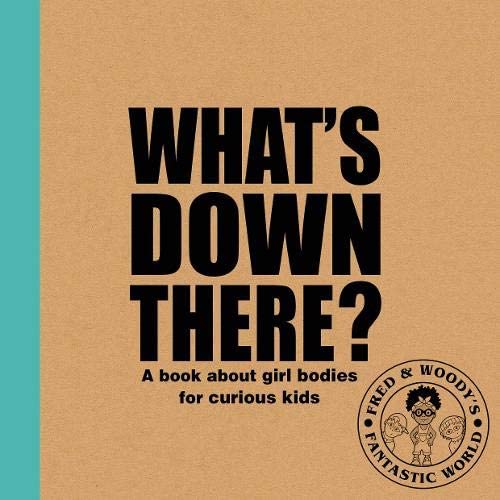 WHAT'S
DOWN
THERE?
A book about girl bodies
for curious kids
FRED & WOODY'S
FANTASTIC WORLD